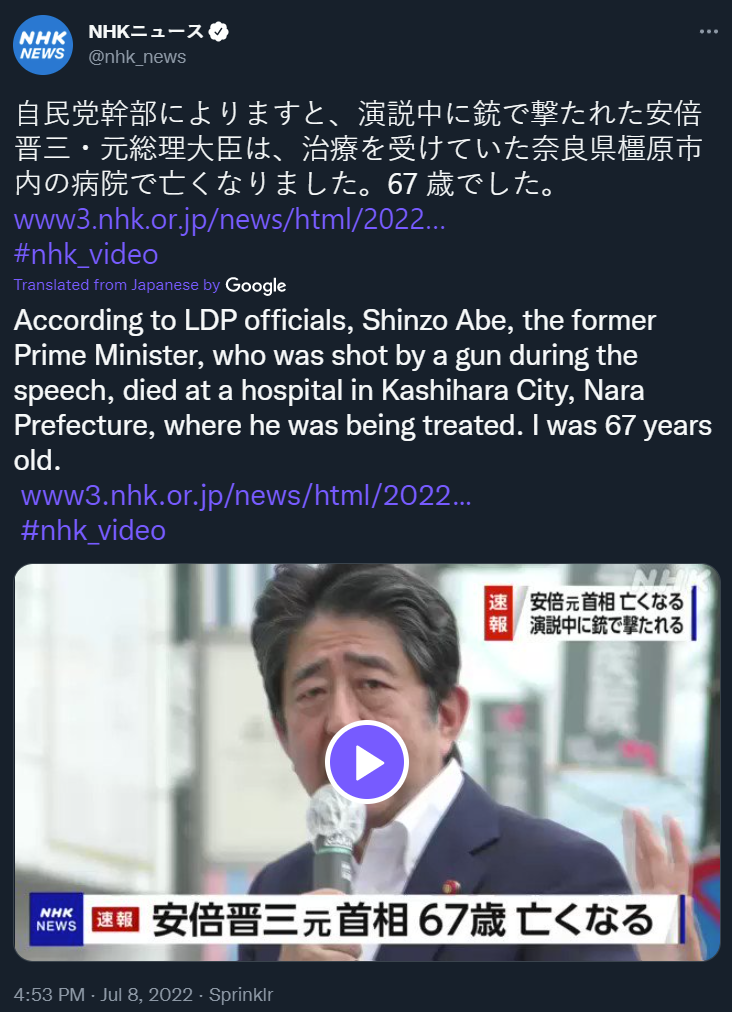 NHK
NEWS
NHKニュース
@nhk_news
自民党幹部によりますと、演説中に銃で撃たれた安倍
晋三・元総理大臣は、治療を受けていた奈良県橿原市
内の病院で亡くなりました。67 歳でした。
www3.nhk.or.jp/news/html/2022…
#nhk_video
Translated from Japanese by Google
According to LDP officials, Shinzo Abe, the former
Prime Minister, who was shot by a gun during the
speech, died at a hospital in Kashihara City, Nara
Prefecture, where he was being treated. I was 67 years
old.
www3.nhk.or.jp/news/html/2022…
#nhk_video
NHK
速報
安倍元首相 亡くなる
演説中に銃で撃たれる
NHK
NEWS
速報 安倍晋三元首相 67歳 亡くなる
4:53 PM · Jul 8, 2022 · Sprinklr